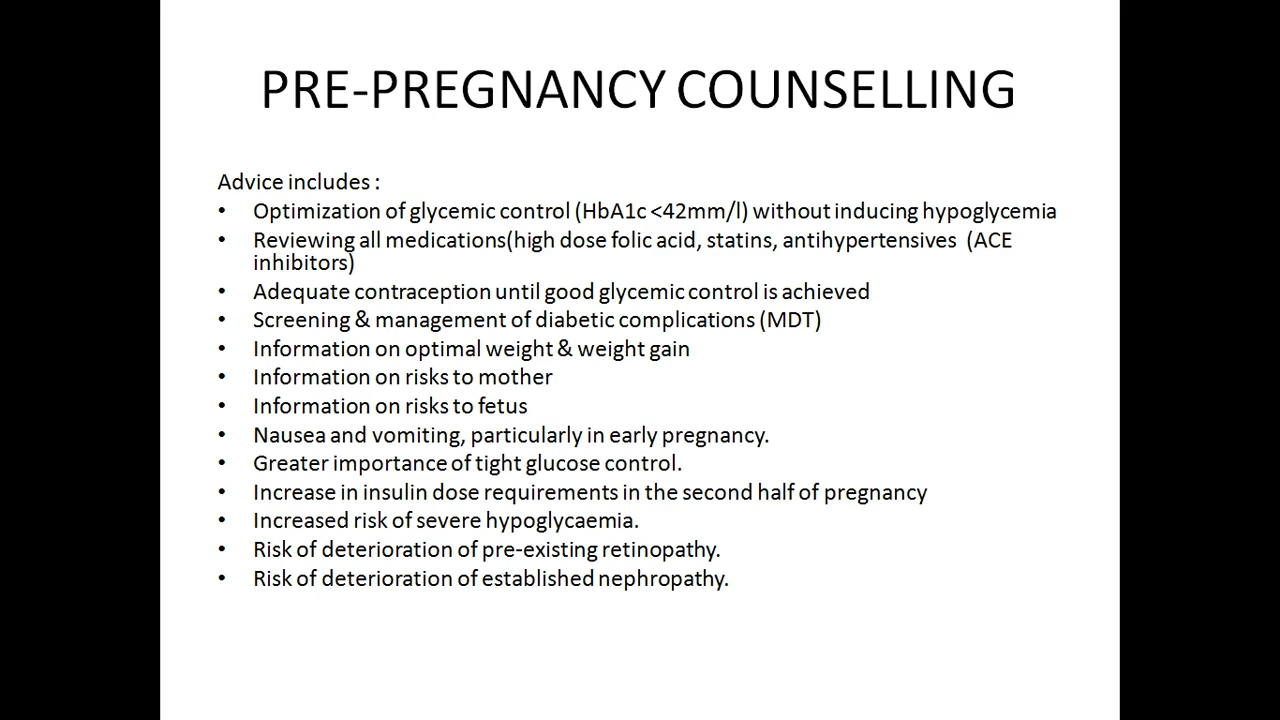 PRE-PREGNANCY COUNSELLING
Advice includes :
• Optimization of glycemic control (HbA1c <42mm/l) without inducing hypoglycemia
• Reviewing all medications(high dose folic acid, statins, antihypertensives (ACE
inhibitors)
• Adequate contraception until good glycemic control is achieved
• Screening & management of diabetic complications (MDT)
• Information on optimal weight & weight gain
• Information on risks to mother
• Information on risks to fetus
• Nausea and vomiting, particularly in early pregnancy.
• Greater importance of tight glucose control.
• Increase in insulin dose requirements in the second half of pregnancy
• Increased risk of severe hypoglycaemia.
• Risk of deterioration of pre-existing retinopathy.
• Risk of deterioration of established nephropathy.